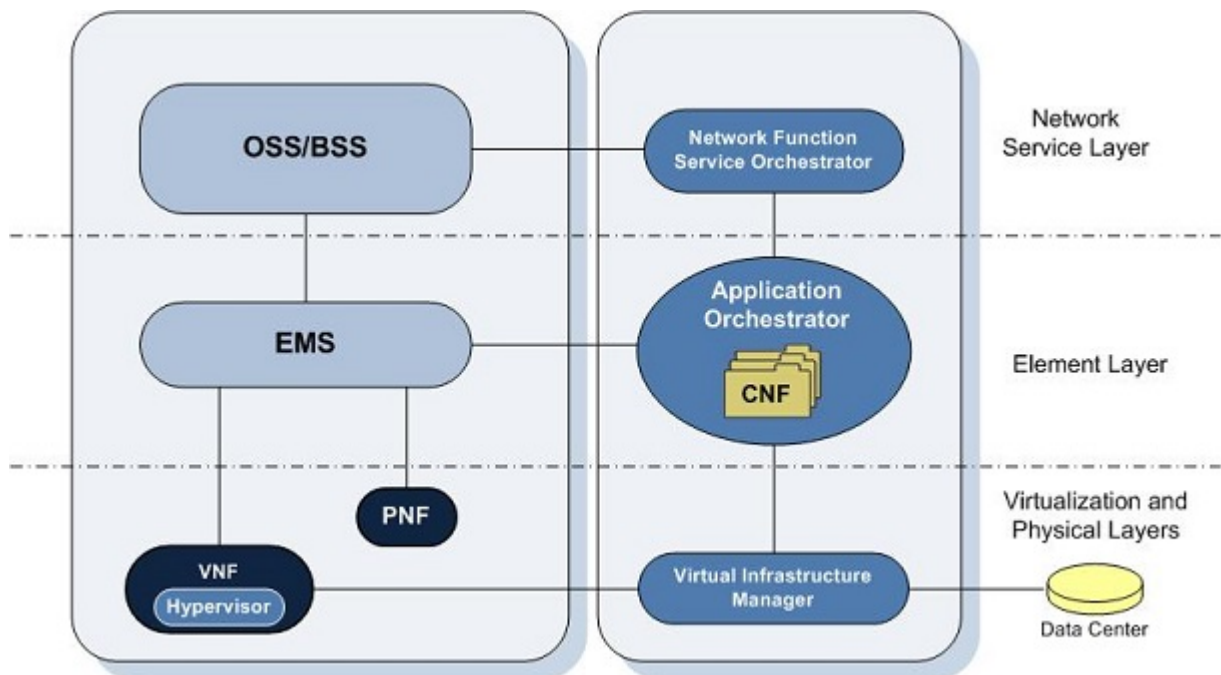 OSS/BSS
Network Function
Service Orchestrator
Network
Service Layer
EMS
Application
Orchestrator
CNF
Element Layer
PNF
VNF
Hypervisor
Virtual Infrastructure
Manager
Virtualization and
Physical Layers
Data Center